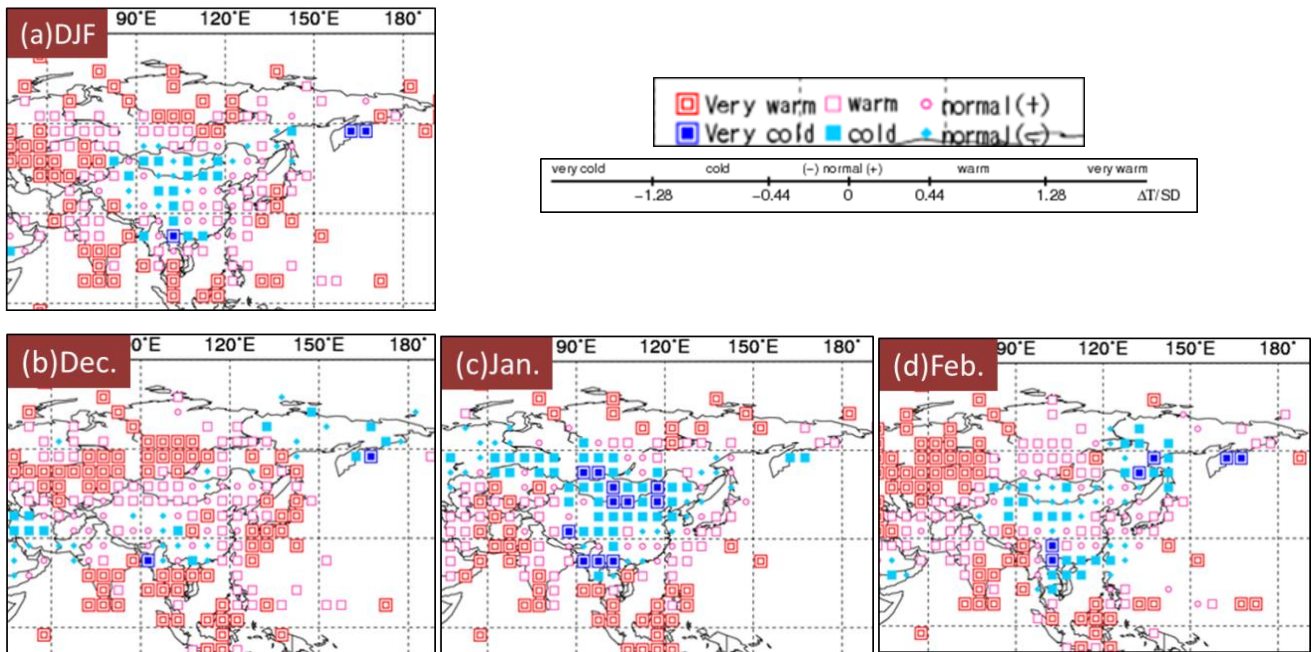 (a)DJF
90°E 120°E 150°E 180°
Very warm warm normal(+)
Very cold cold normal(-)
very cold cold (-) normal (+) warm very warm
-1.28 -0.44 0 0.44 1.28 ΔT/SD
(b)Dec.
0°E 120°E 150°E 180°
(c)Jan.
90°E 120°E 150°E 180°
(d)Feb.
90°E 120°E 150°E 180°